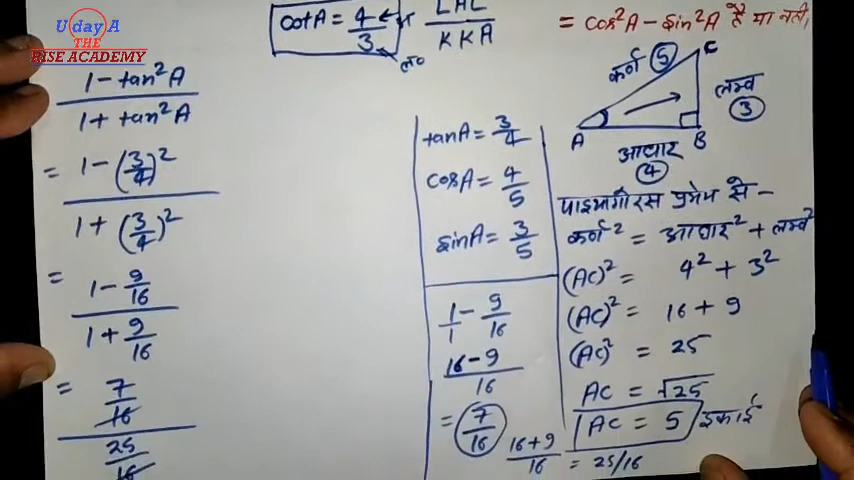 U day A
THE
RISE ACADEMY
cotA = 4/3
LAL/KKA
ल०
= cos²A - sin²A है या नहीं,
1 - tan²A / 1 + tan²A
= 1 - (3/4)² / 1 + (3/4)²
= 1 - 9/16 / 1 + 9/16
= 7/16 / 25/16
tanA = 3/4
cosA = 4/5
sinA = 3/5
1/1 - 9/16
16-9/16
= 7/16
16+9/16 = 25/16
C
कर्ण 5
लम्ब
3
A
B
आधार
4
पाइथागोरस प्रमेय से -
कर्ण² = आधार² + लम्ब²
(AC)² = 4² + 3²
(AC)² = 16 + 9
(AC)² = 25
AC = √25
AC = 5 इकाई